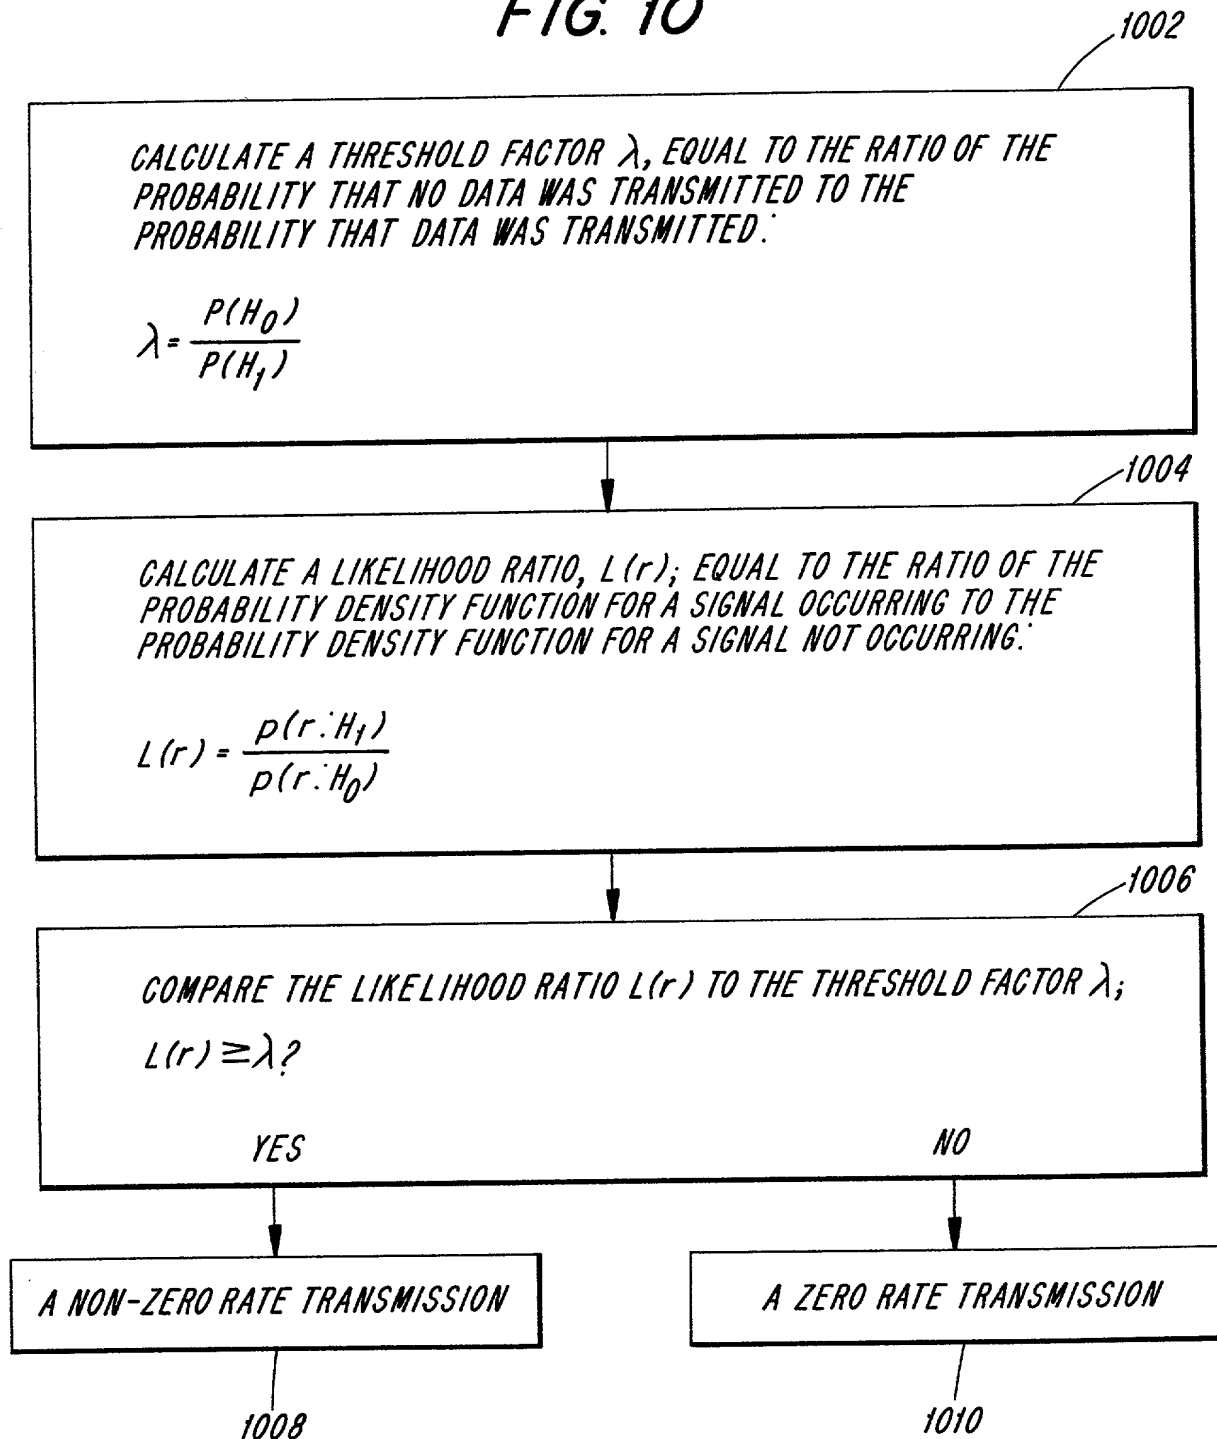 FIG. 10
1002
CALCULATE A THRESHOLD FACTOR λ, EQUAL TO THE RATIO OF THE
PROBABILITY THAT NO DATA WAS TRANSMITTED TO THE
PROBABILITY THAT DATA WAS TRANSMITTED:
λ = P(H₀) / P(H₁)
1004
CALCULATE A LIKELIHOOD RATIO, L(r); EQUAL TO THE RATIO OF THE
PROBABILITY DENSITY FUNCTION FOR A SIGNAL OCCURRING TO THE
PROBABILITY DENSITY FUNCTION FOR A SIGNAL NOT OCCURRING:
L(r) = p(r:H₁) / p(r:H₀)
1006
COMPARE THE LIKELIHOOD RATIO L(r) TO THE THRESHOLD FACTOR λ;
L(r) ≥ λ?
YES
NO
A NON-ZERO RATE TRANSMISSION
A ZERO RATE TRANSMISSION
1008
1010